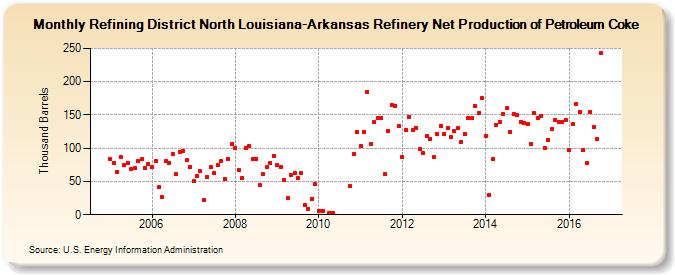 Monthly Refining District North Louisiana-Arkansas Refinery Net Production of Petroleum Coke
Thousand Barrels
250
200
150
100
50
0
2006 2008 2010 2012 2014 2016
Source: U.S. Energy Information Administration